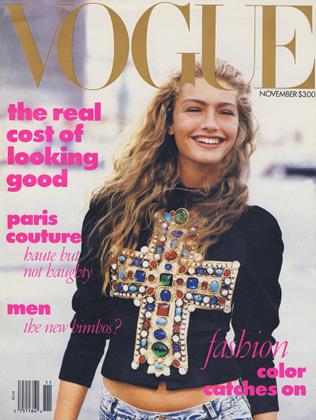 VOGUE
NOVEMBER $3.00
the real
cost of
looking
good
paris
couture
haute but
not haughty
men
the new bimbos?
fashion
color
catches on
11